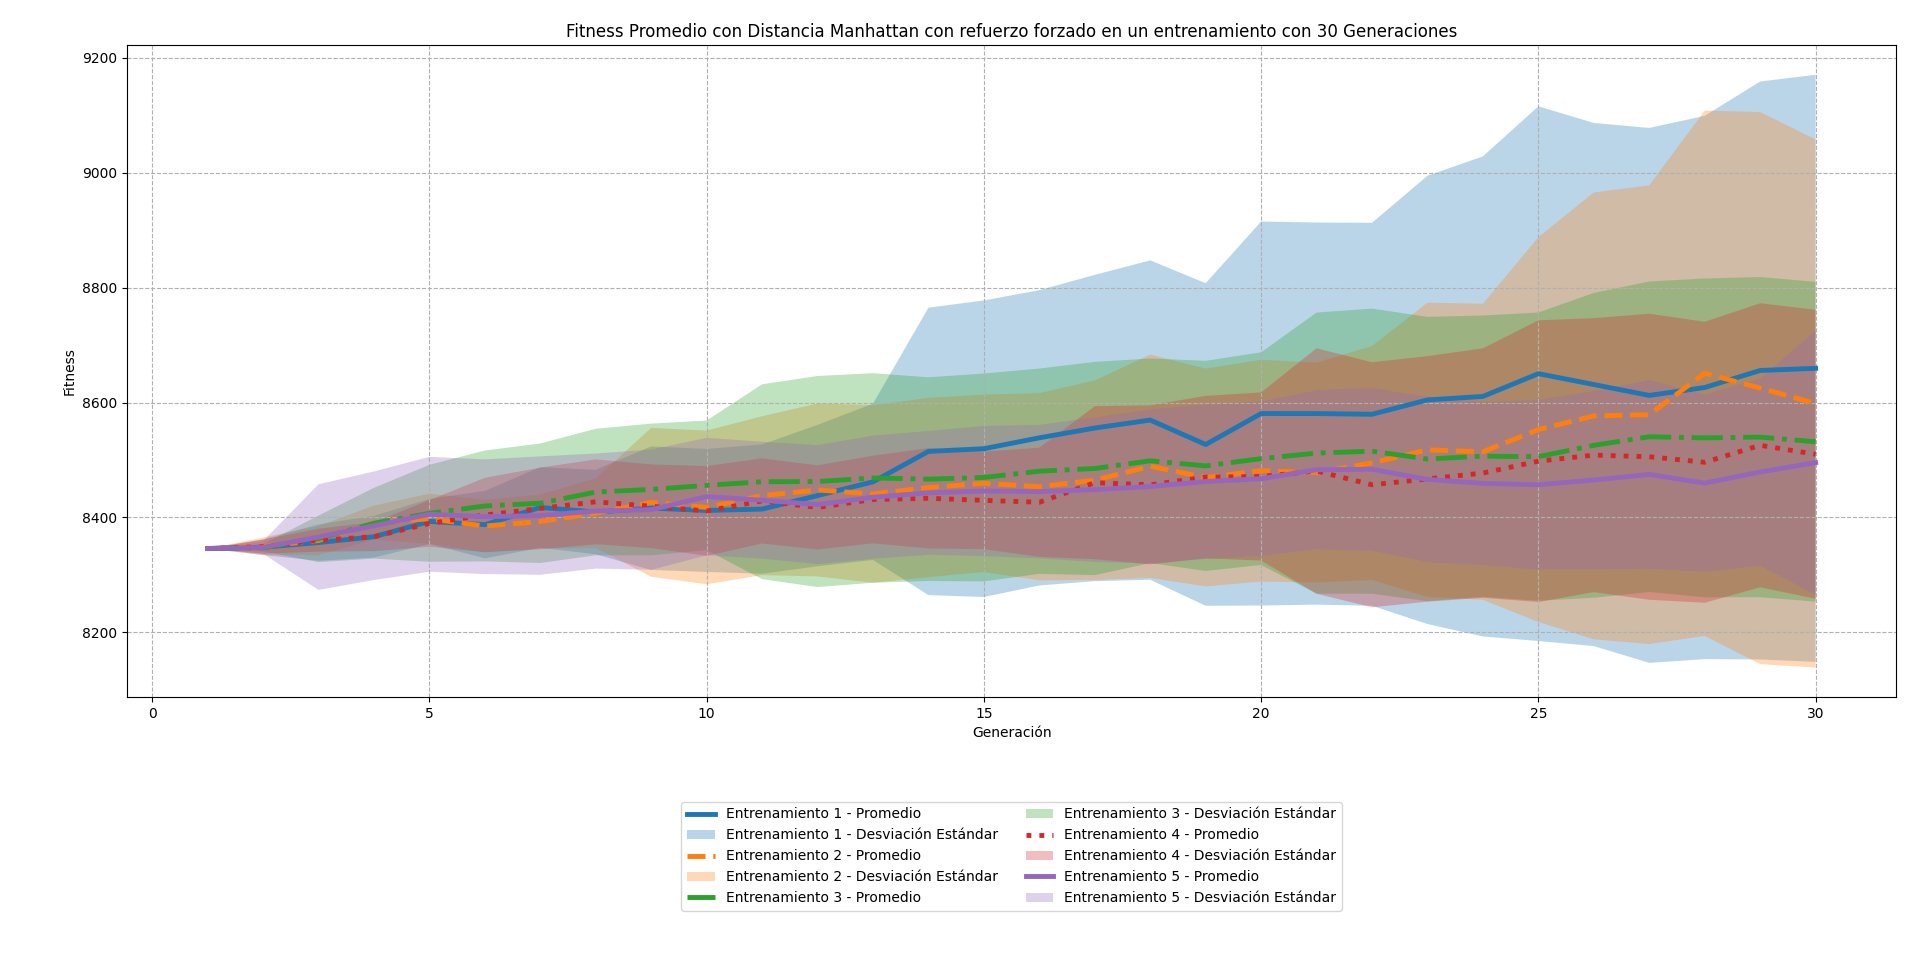 Fitness Promedio con Distancia Manhattan con refuerzo forzado en un entrenamiento con 30 Generaciones
9200
9000
8800
8600
8400
8200
Fitness
0 5 10 15 20 25 30
Generación
Entrenamiento 1 - Promedio
Entrenamiento 1 - Desviación Estándar
Entrenamiento 2 - Promedio
Entrenamiento 2 - Desviación Estándar
Entrenamiento 3 - Promedio
Entrenamiento 3 - Desviación Estándar
Entrenamiento 4 - Promedio
Entrenamiento 4 - Desviación Estándar
Entrenamiento 5 - Promedio
Entrenamiento 5 - Desviación Estándar